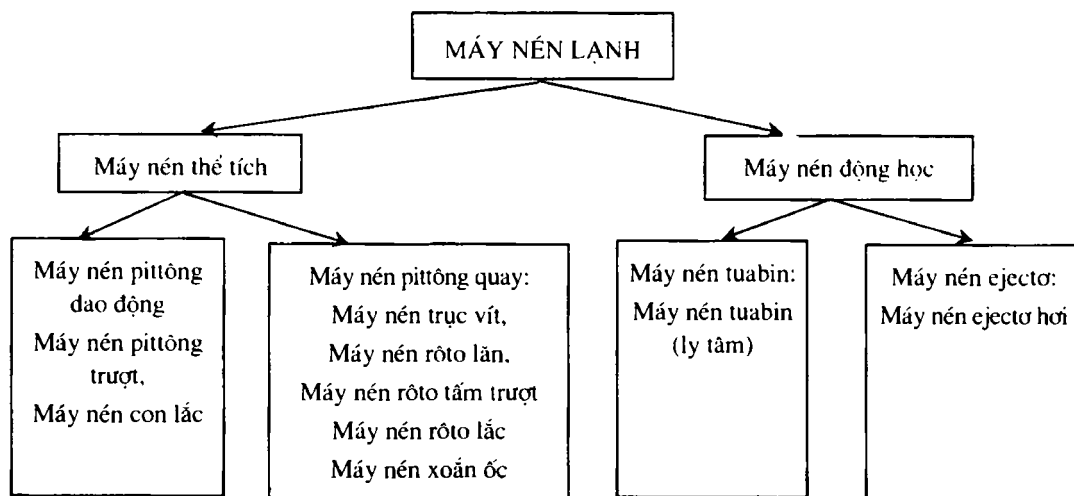 MÁY NÉN LẠNH
Máy nén thể tích
Máy nén động học
Máy nén pittông
dao động
Máy nén pittông
trượt,
Máy nén con lắc
Máy nén pittông quay:
Máy nén trục vít,
Máy nén rôto lăn,
Máy nén rôto tấm trượt
Máy nén rôto lắc
Máy nén xoắn ốc
Máy nén tuabin:
Máy nén tuabin
(ly tâm)
Máy nén ejectơ:
Máy nén ejectơ hơi